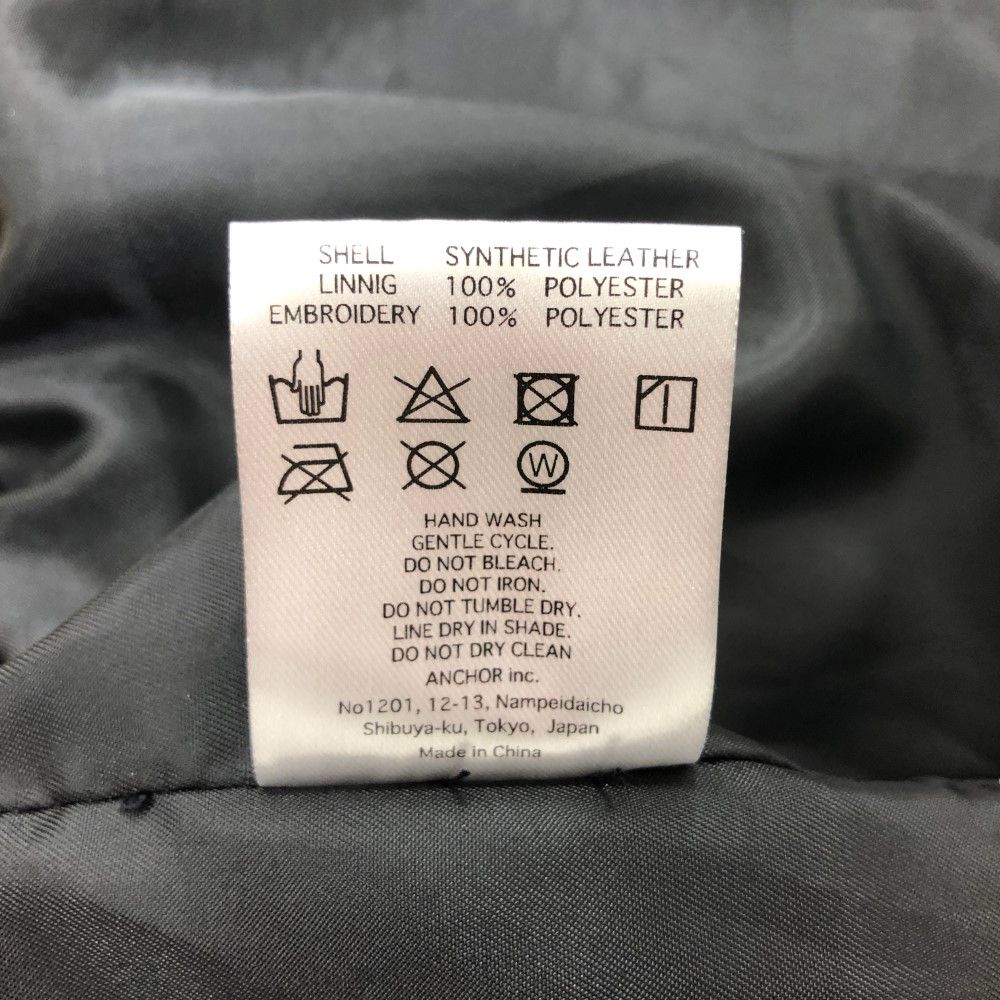 SHELL SYNTHETIC LEATHER
LINNIG 100% POLYESTER
EMBROIDERY 100% POLYESTER
W
HAND WASH
GENTLE CYCLE.
DO NOT BLEACH.
DO NOT IRON.
DO NOT TUMBLE DRY.
LINE DRY IN SHADE.
DO NOT DRY CLEAN
ANCHOR inc.
No1201, 12-13, Nampeidaicho
Shibuya-ku, Tokyo, Japan
Made in China